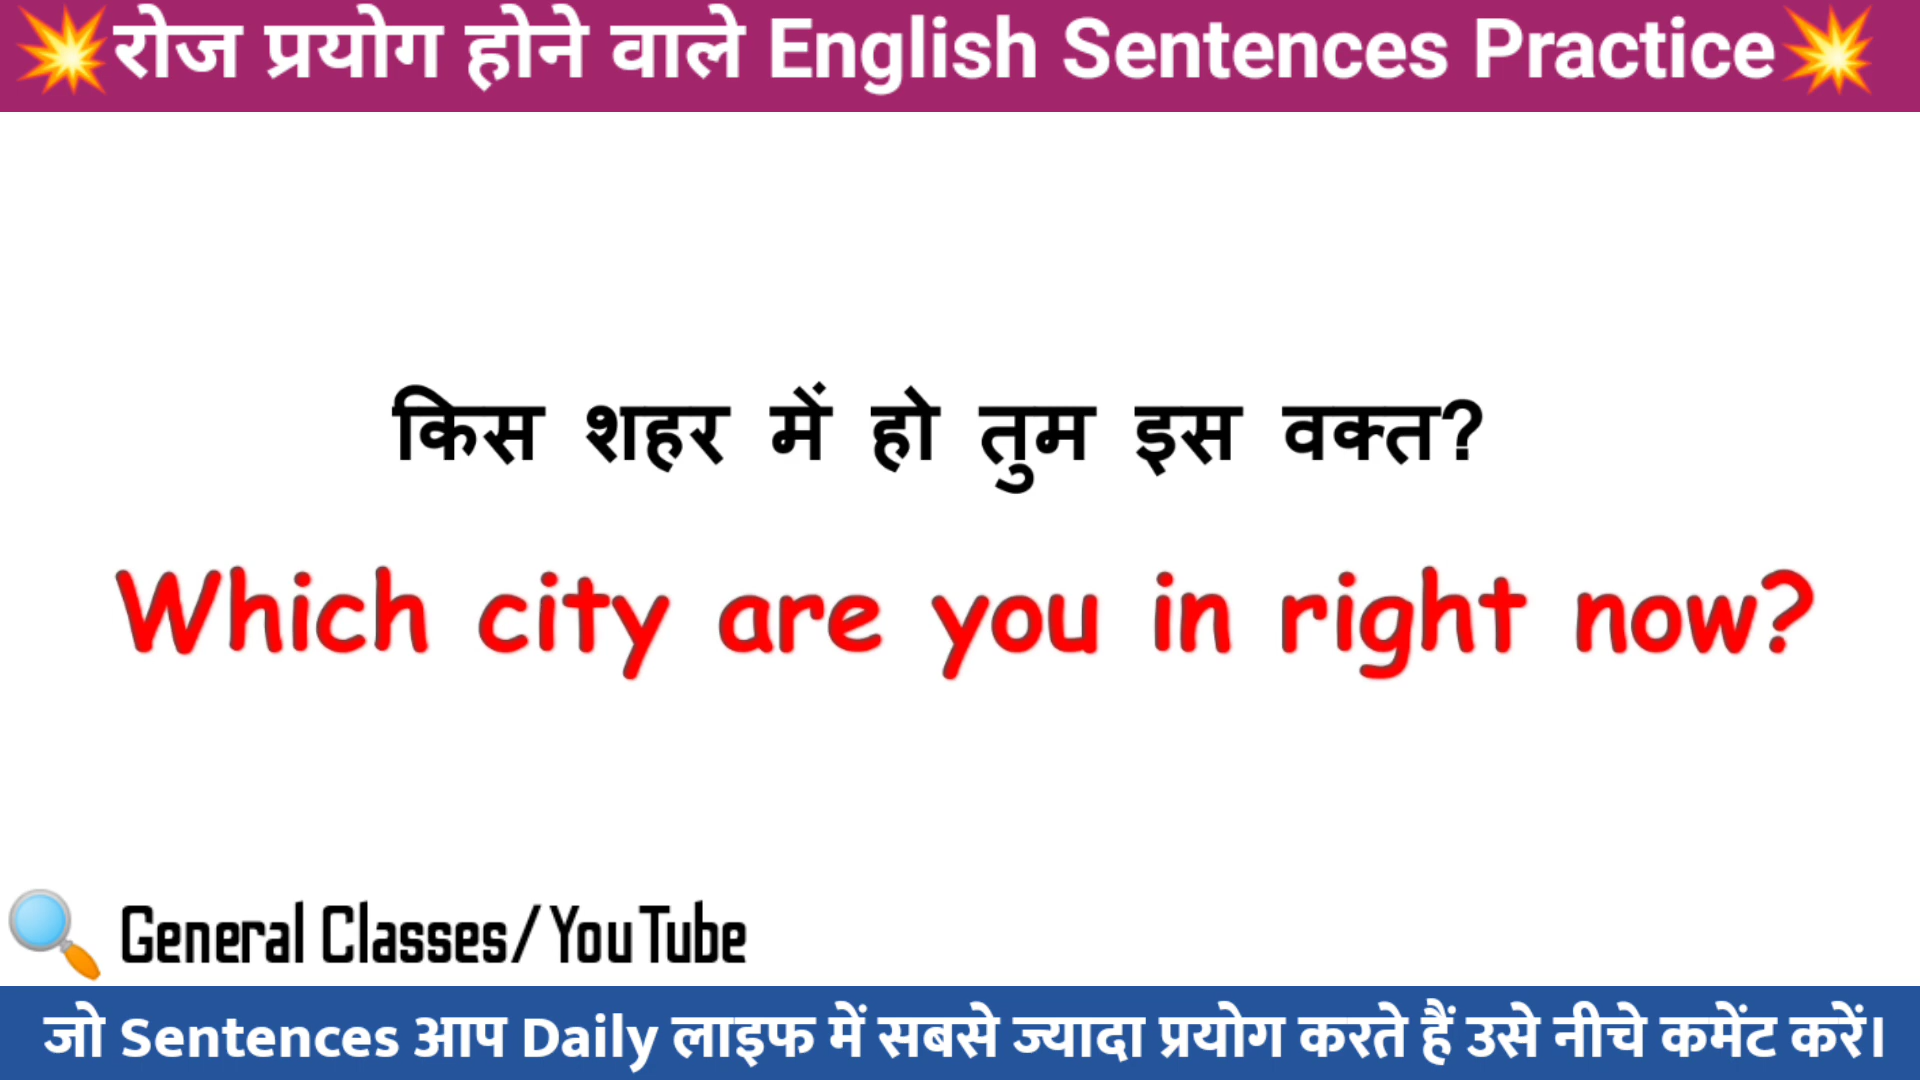 💥रोज प्रयोग होने वाले English Sentences Practice💥
किस शहर में हो तुम इस वक्त?
Which city are you in right now?
🔍 General Classes/YouTube
जो Sentences आप Daily लाइफ में सबसे ज्यादा प्रयोग करते हैं उसे नीचे कमेंट करें।